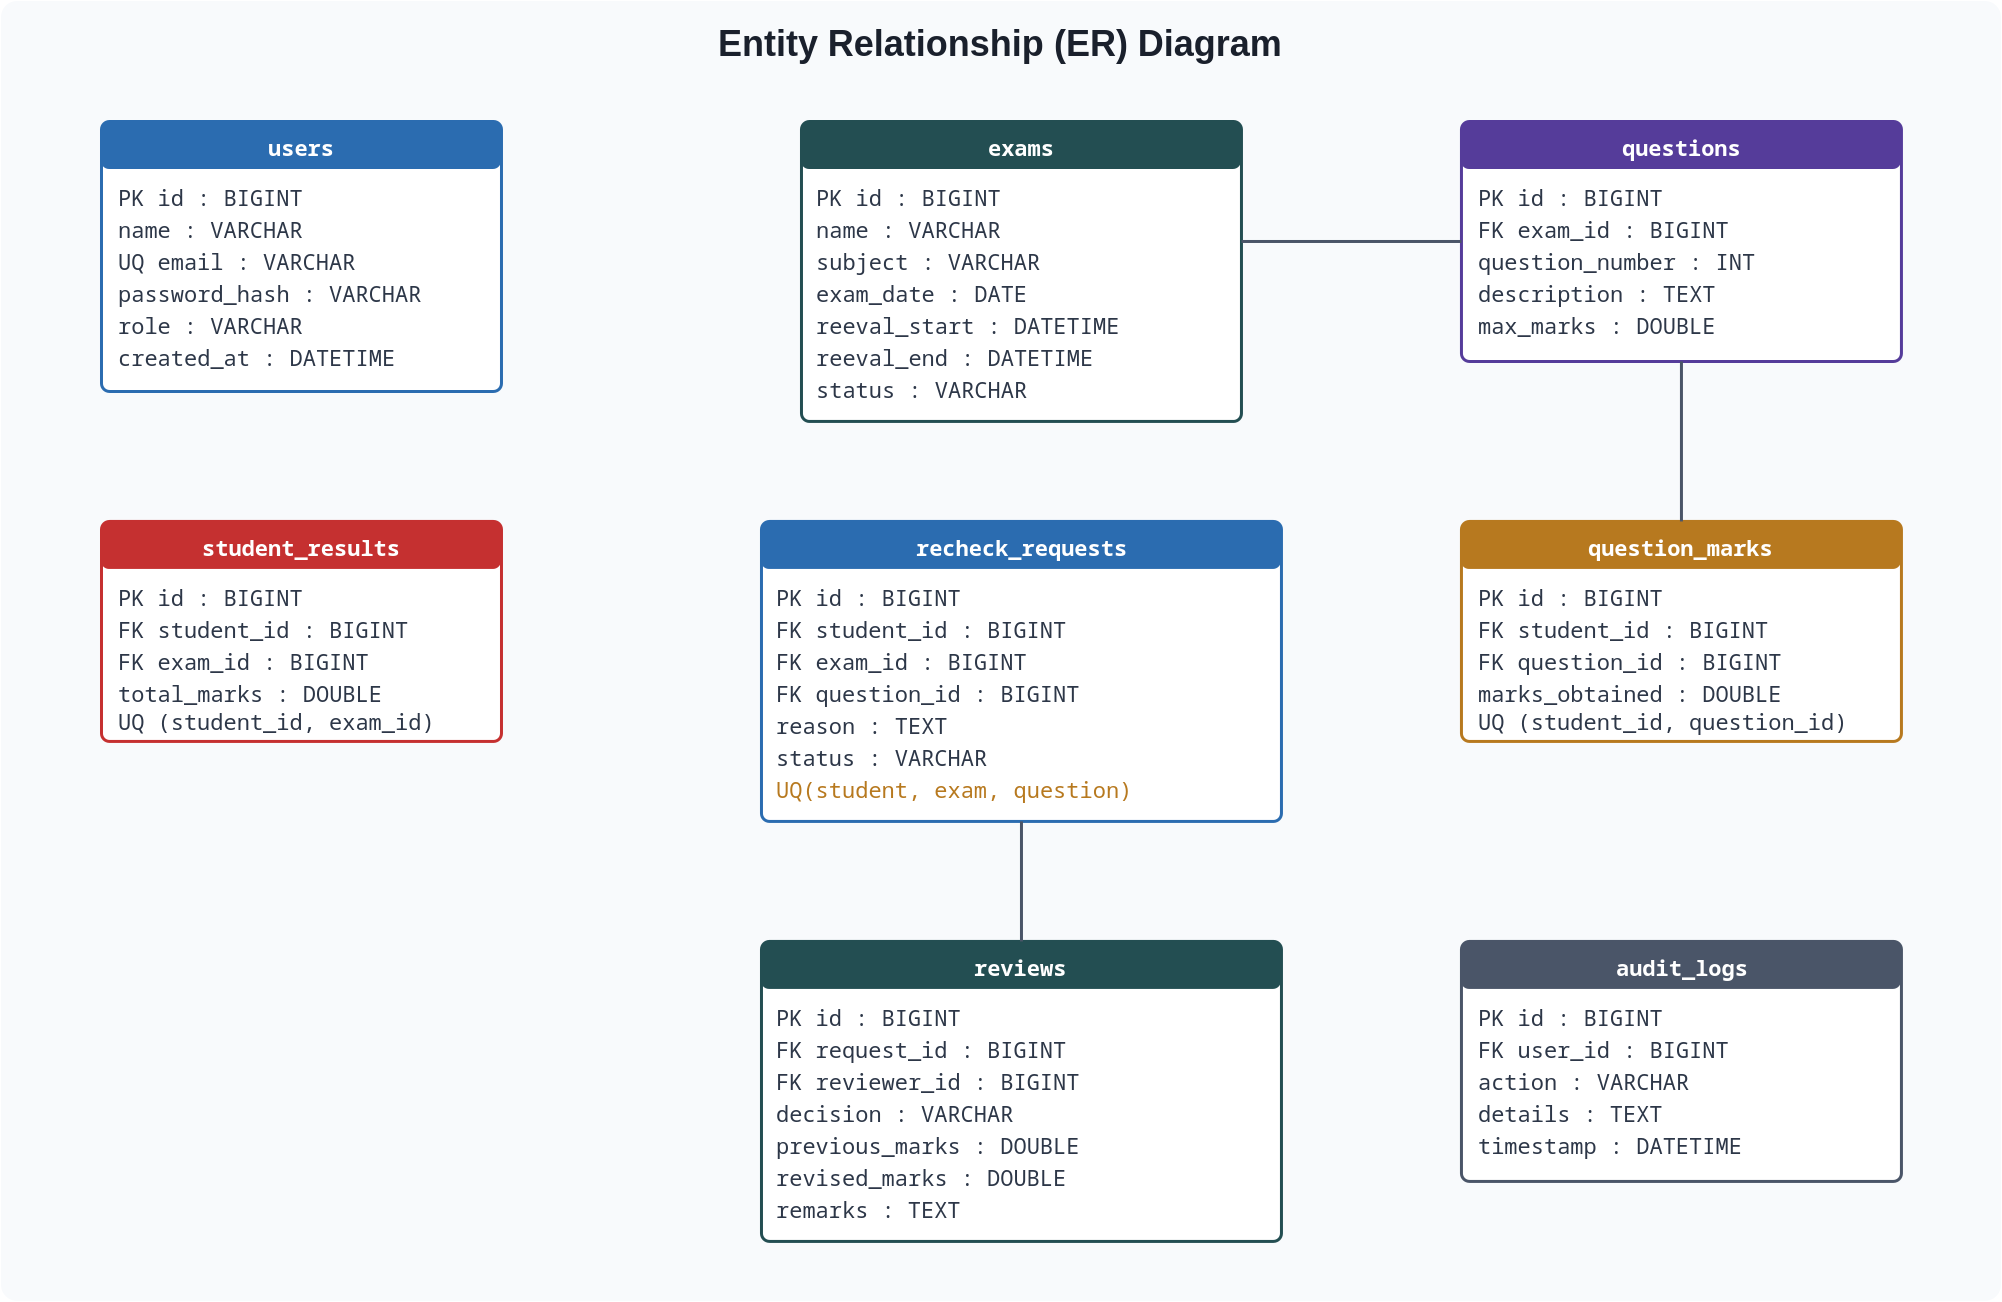 Entity Relationship (ER) Diagram
users
PK id : BIGINT
name : VARCHAR
UQ email : VARCHAR
password_hash : VARCHAR
role : VARCHAR
created_at : DATETIME
exams
PK id : BIGINT
name : VARCHAR
subject : VARCHAR
exam_date : DATE
reeval_start : DATETIME
reeval_end : DATETIME
status : VARCHAR
questions
PK id : BIGINT
FK exam_id : BIGINT
question_number : INT
description : TEXT
max_marks : DOUBLE
student_results
PK id : BIGINT
FK student_id : BIGINT
FK exam_id : BIGINT
total_marks : DOUBLE
UQ (student_id, exam_id)
recheck_requests
PK id : BIGINT
FK student_id : BIGINT
FK exam_id : BIGINT
FK question_id : BIGINT
reason : TEXT
status : VARCHAR
UQ(student, exam, question)
question_marks
PK id : BIGINT
FK student_id : BIGINT
FK question_id : BIGINT
marks_obtained : DOUBLE
UQ (student_id, question_id)
reviews
PK id : BIGINT
FK request_id : BIGINT
FK reviewer_id : BIGINT
decision : VARCHAR
previous_marks : DOUBLE
revised_marks : DOUBLE
remarks : TEXT
audit_logs
PK id : BIGINT
FK user_id : BIGINT
action : VARCHAR
details : TEXT
timestamp : DATETIME